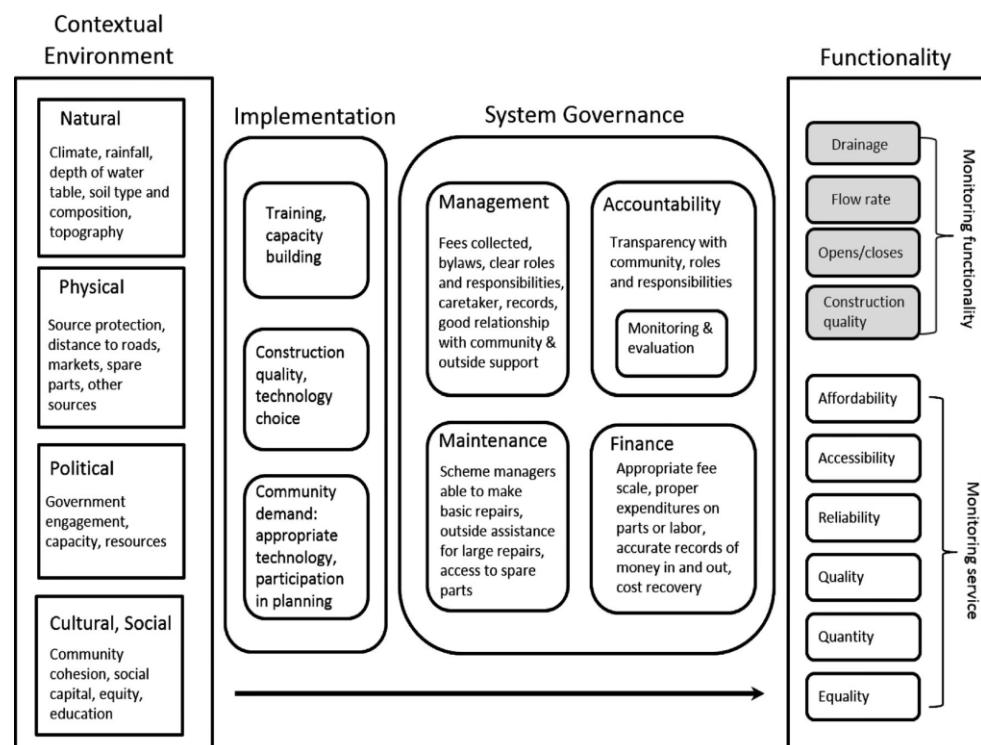 Contextual
Environment
Natural
Climate, rainfall,
depth of water
table, soil type and
composition,
topography
Physical
Source protection,
distance to roads,
markets, spare
parts, other
sources
Political
Government
engagement,
capacity, resources
Cultural, Social
Community
cohesion, social
capital, equity,
education
Implementation
Training,
capacity
building
Construction
quality,
technology
choice
Community
demand:
appropriate
technology,
participation
in planning
System Governance
Management
Fees collected,
bylaws, clear roles
and responsibilities,
caretaker, records,
good relationship
with community &
outside support
Accountability
Transparency with
community, roles
and responsibilities
Monitoring &
evaluation
Maintenance
Scheme managers
able to make
basic repairs,
outside assistance
for large repairs,
access to spare
parts
Finance
Appropriate fee
scale, proper
expenditures on
parts or labor,
accurate records of
money in and out,
cost recovery
Functionality
Drainage
Flow rate
Opens/closes
Construction
quality
Monitoring functionality
Affordability
Accessibility
Reliability
Quality
Quantity
Equality
Monitoring service